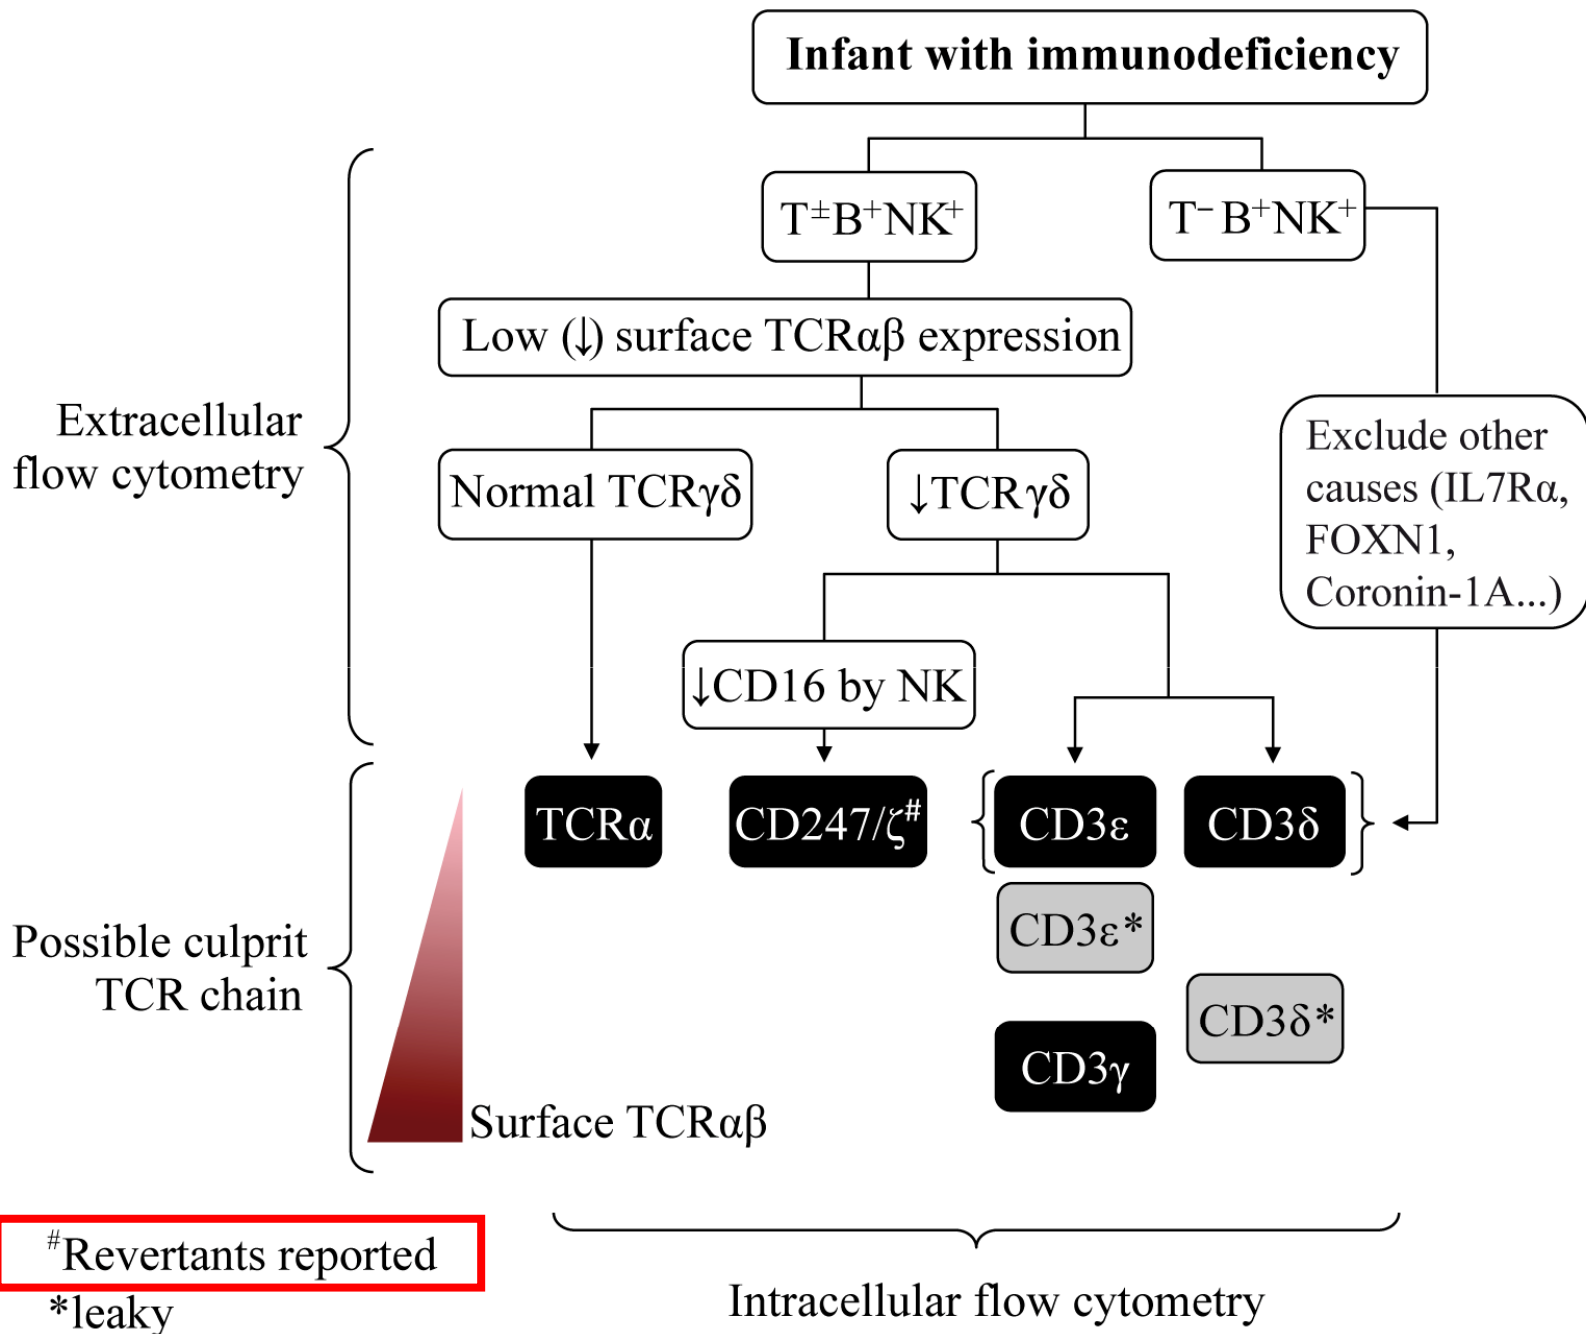 Infant with immunodeficiency
T±B⁺NK⁺
T⁻B⁺NK⁺
Low (↓) surface TCRαβ expression
Extracellular
flow cytometry
Normal TCRγδ
↓TCRγδ
Exclude other
causes (IL7Rα,
FOXN1,
Coronin-1A...)
↓CD16 by NK
TCRα
CD247/ζ#
CD3ε
CD3δ
CD3ε*
Possible culprit
TCR chain
CD3δ*
CD3γ
Surface TCRαβ
#Revertants reported
*leaky
Intracellular flow cytometry